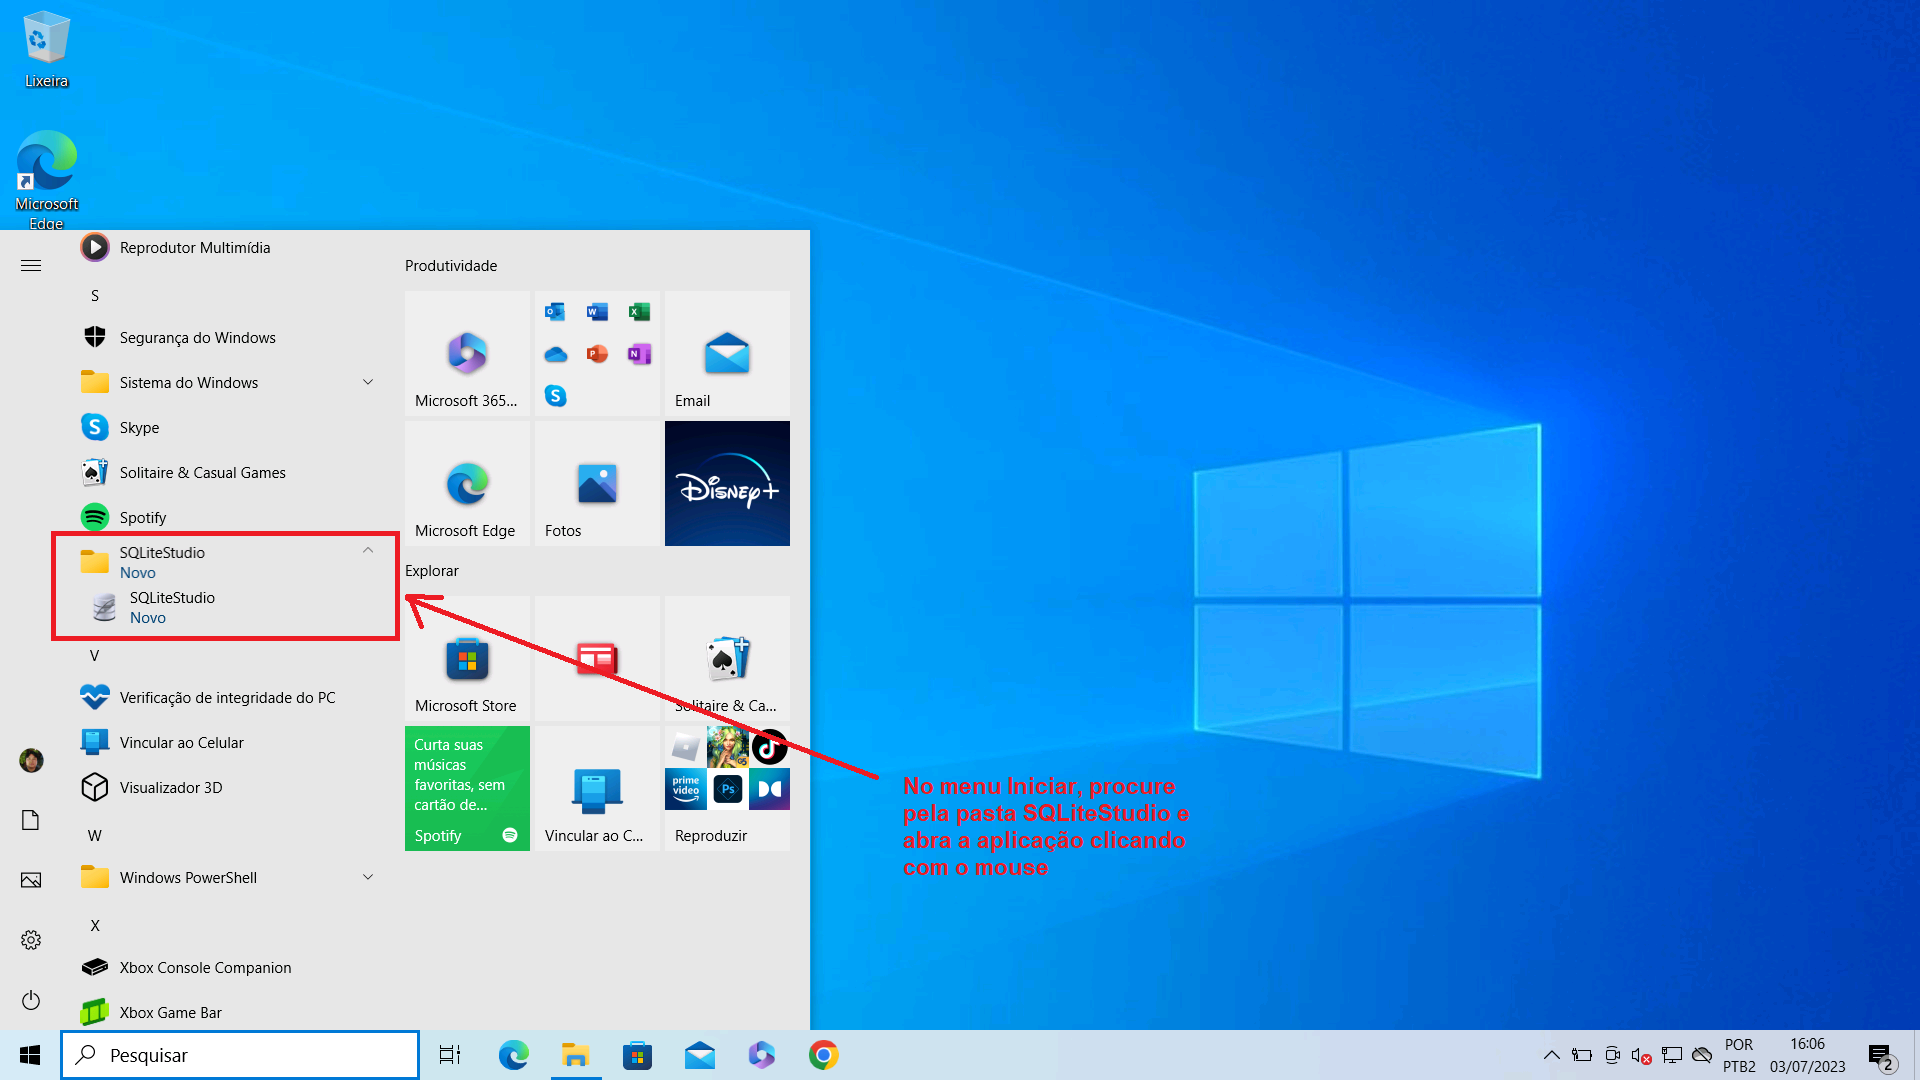 Lixeira
Microsoft
Edge
Reprodutor Multimídia
S
Segurança do Windows
Sistema do Windows
Skype
Solitaire & Casual Games
Spotify
SQLiteStudio
Novo
SQLiteStudio
Novo
V
Verificação de integridade do PC
Vincular ao Celular
Visualizador 3D
W
Windows PowerShell
X
Xbox Console Companion
Xbox Game Bar
Produtividade
Microsoft 365...
Email
Microsoft Edge
Fotos
Disney+
Explorar
Microsoft Store
Solitaire & Ca...
Curta suas
músicas
favoritas, sem
cartão de...
Spotify
Vincular ao C...
prime
video
Ps
Reproduzir
No menu Iniciar, procure
pela pasta SQLiteStudio e
abra a aplicação clicando
com o mouse
Pesquisar
POR
PTB2
16:06
03/07/2023
2